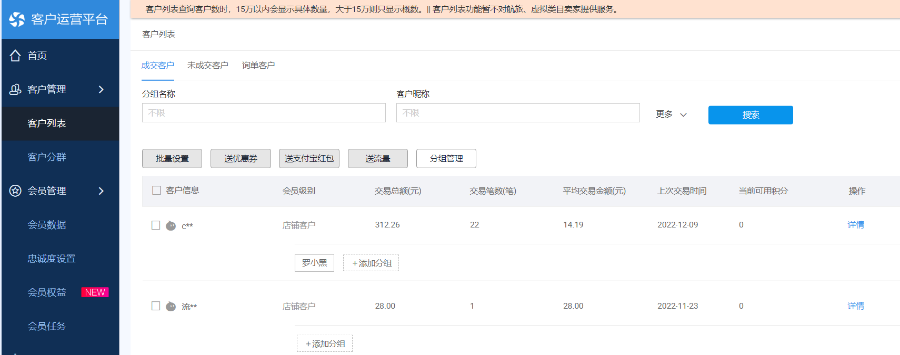 客户运营平台
客户列表查询客户数时，15万以内会显示具体数量，大于15万则只显示概数。II 客户列表功能暂不对航旅、虚拟类目卖家提供服务。
首页
客户管理
客户列表
客户分群
会员管理
会员数据
忠诚度设置
会员权益 NEW
会员任务
客户列表
成交客户 未成交客户 询单客户
分组名称 客户昵称
不限 不限 更多 搜索
批量设置 送优惠券 送支付宝红包 送流量 分组管理
客户信息 会员级别 交易总额(元) 交易笔数(笔) 平均交易金额(元) 上次交易时间 当前可用积分 操作
c** 店铺客户 312.26 22 14.19 2022-12-09 0 详情
罗小黑 +添加分组
流** 店铺客户 28.00 1 28.00 2022-11-23 0 详情
+添加分组